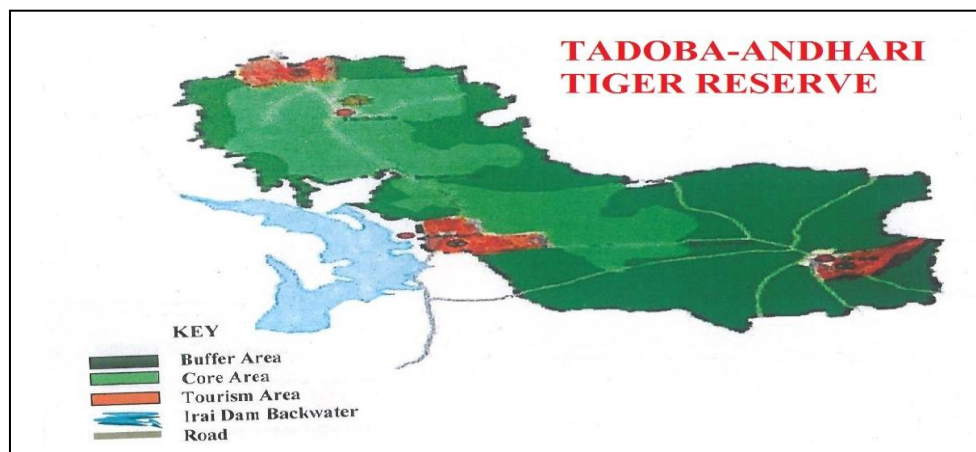 TADOBA-ANDHARI
TIGER RESERVE
KEY
Buffer Area
Core Area
Tourism Area
Irai Dam Backwater
Road